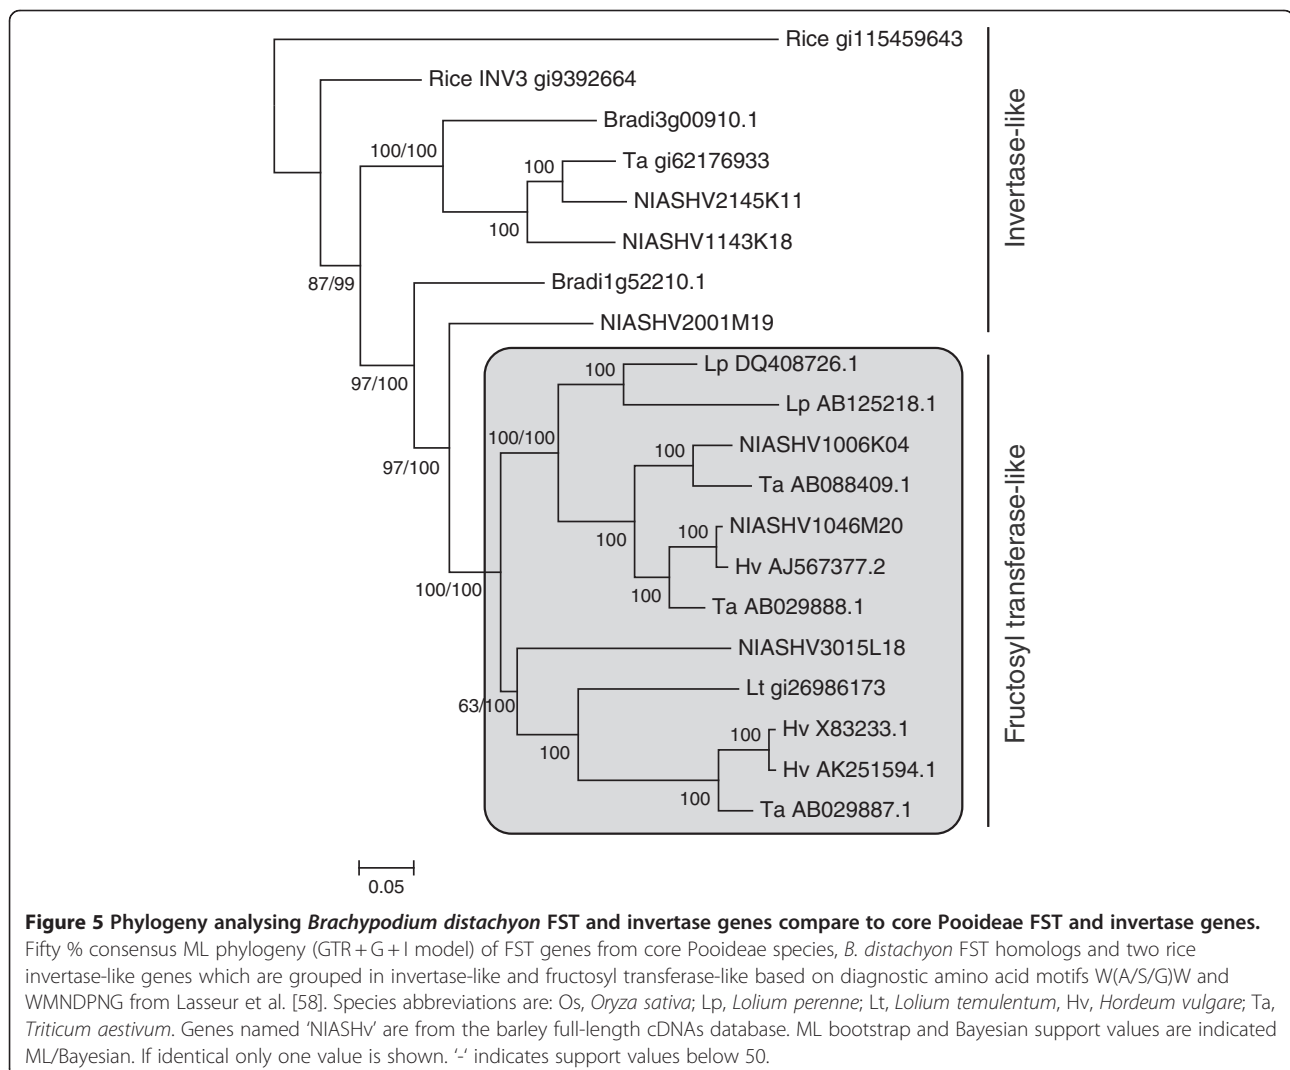 Rice gi115459643
Rice INV3 gi9392664
Bradi3g00910.1
100/100
Ta gi62176933
100
NIASHV2145K11
100
NIASHV1143K18
87/99
Bradi1g52210.1
NIASHV2001M19
Invertase-like
97/100
Lp DQ408726.1
100
Lp AB125218.1
100/100
NIASHV1006K04
100
Ta AB088409.1
97/100
NIASHV1046M20
100
100
Hv AJ567377.2
100/100
100
Ta AB029888.1
NIASHV3015L18
Lt gi26986173
63/100
Hv X83233.1
100
100
Hv AK251594.1
100
Ta AB029887.1
Fructosyl transferase-like
0.05
Figure 5 Phylogeny analysing Brachypodium distachyon FST and invertase genes compare to core Pooideae FST and invertase genes.
Fifty % consensus ML phylogeny (GTR + G + I model) of FST genes from core Pooideae species, B. distachyon FST homologs and two rice
invertase-like genes which are grouped in invertase-like and fructosyl transferase-like based on diagnostic amino acid motifs W(A/S/G)W and
WMNDPNG from Lasseur et al. [58]. Species abbreviations are: Os, Oryza sativa; Lp, Lolium perenne; Lt, Lolium temulentum, Hv, Hordeum vulgare; Ta,
Triticum aestivum. Genes named ‘NIASHv’ are from the barley full-length cDNAs database. ML bootstrap and Bayesian support values are indicated
ML/Bayesian. If identical only one value is shown. ‘-‘ indicates support values below 50.